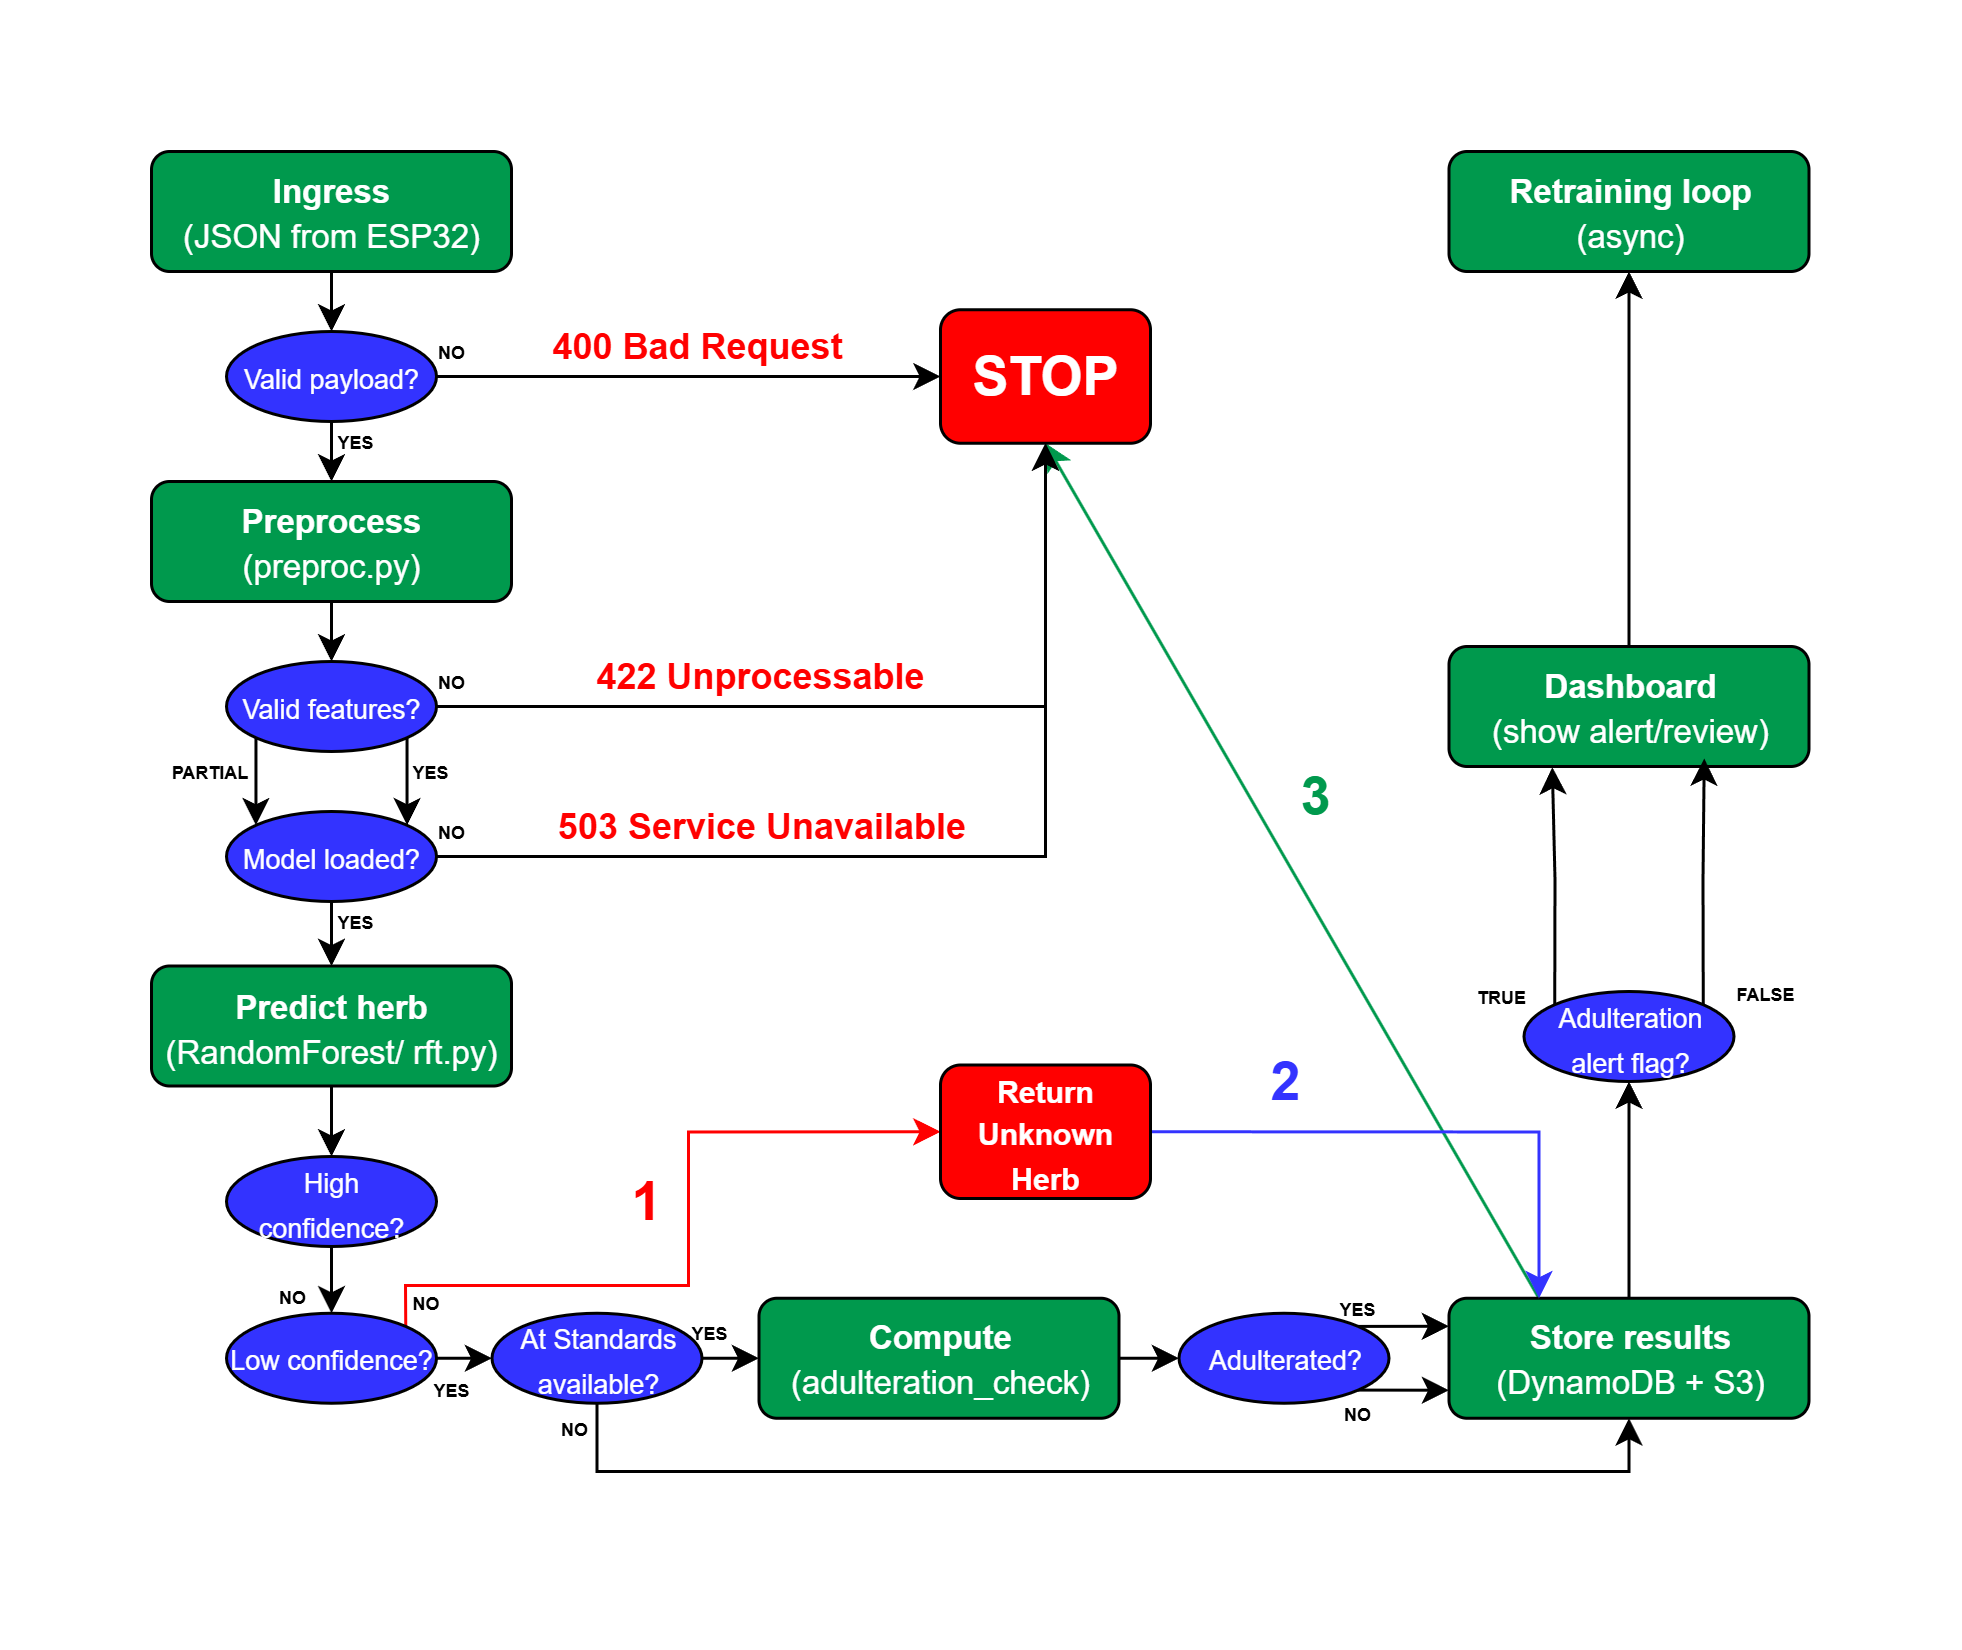 Ingress
(JSON from ESP32)
Valid payload?
NO
400 Bad Request
STOP
YES
Preprocess
(preproc.py)
Valid features?
NO
422 Unprocessable
PARTIAL
YES
Model loaded?
NO
503 Service Unavailable
YES
Predict herb
(RandomForest/ rft.py)
High
confidence?
NO
Low confidence?
NO
1
Return
Unknown
Herb
2
3
YES
At Standards
available?
YES
NO
Compute
(adulteration_check)
Adulterated?
YES
NO
Store results
(DynamoDB + S3)
Adulteration
alert flag?
TRUE
FALSE
Dashboard
(show alert/review)
Retraining loop
(async)